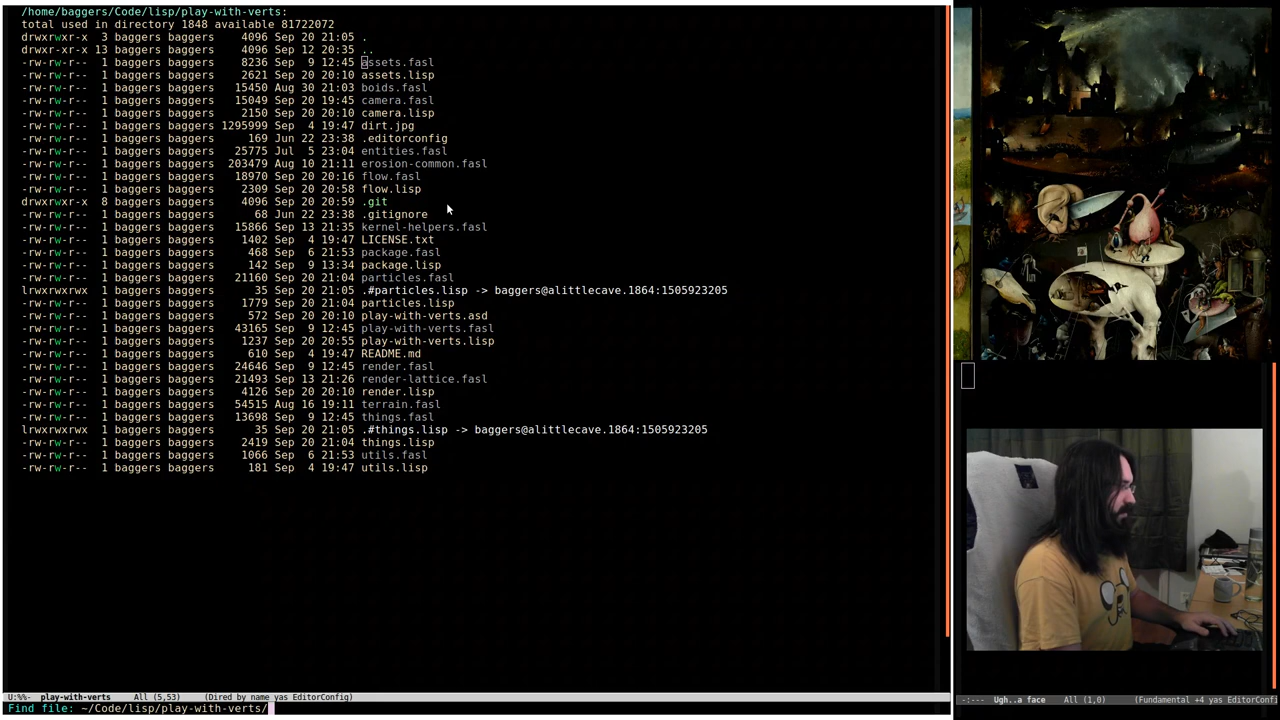 /home/baggers/Code/lisp/play-with-verts:
total used in directory 1848 available 81722072
drwxrwxr-x  3 baggers baggers    4096 Sep 20 21:05 .
drwxr-xr-x 13 baggers baggers    4096 Sep 12 20:35 ..
-rw-rw-r--  1 baggers baggers    8236 Sep  9 12:45 assets.fasl
-rw-rw-r--  1 baggers baggers    2621 Sep 20 20:10 assets.lisp
-rw-rw-r--  1 baggers baggers   15450 Aug 30 21:03 boids.fasl
-rw-rw-r--  1 baggers baggers   15049 Sep 20 19:45 camera.fasl
-rw-rw-r--  1 baggers baggers    2150 Sep 20 20:10 camera.lisp
-rw-rw-r--  1 baggers baggers 1295999 Sep  4 19:47 dirt.jpg
-rw-rw-r--  1 baggers baggers     169 Jun 22 23:38 .editorconfig
-rw-rw-r--  1 baggers baggers   25775 Jul  5 23:04 entities.fasl
-rw-rw-r--  1 baggers baggers  203479 Aug 10 21:11 erosion-common.fasl
-rw-rw-r--  1 baggers baggers   18970 Sep 20 20:16 flow.fasl
-rw-rw-r--  1 baggers baggers    2309 Sep 20 20:58 flow.lisp
drwxrwxr-x  8 baggers baggers    4096 Sep 20 20:59 .git
-rw-rw-r--  1 baggers baggers      68 Jun 22 23:38 .gitignore
-rw-rw-r--  1 baggers baggers   15866 Sep 13 21:35 kernel-helpers.fasl
-rw-rw-r--  1 baggers baggers    1402 Sep  4 19:47 LICENSE.txt
-rw-rw-r--  1 baggers baggers     468 Sep  6 21:53 package.fasl
-rw-rw-r--  1 baggers baggers     142 Sep  9 13:34 package.lisp
-rw-rw-r--  1 baggers baggers   21160 Sep 20 21:04 particles.fasl
lrwxrwxrwx  1 baggers baggers      35 Sep 20 21:05 .#particles.lisp -> baggers@alittlecave.1864:1505923205
-rw-rw-r--  1 baggers baggers    1779 Sep 20 21:04 particles.lisp
-rw-rw-r--  1 baggers baggers     572 Sep 20 20:10 play-with-verts.asd
-rw-rw-r--  1 baggers baggers   43165 Sep  9 12:45 play-with-verts.fasl
-rw-rw-r--  1 baggers baggers    1237 Sep 20 20:55 play-with-verts.lisp
-rw-rw-r--  1 baggers baggers     610 Sep  4 19:47 README.md
-rw-rw-r--  1 baggers baggers   24646 Sep  9 12:45 render.fasl
-rw-rw-r--  1 baggers baggers   21493 Sep 13 21:26 render-lattice.fasl
-rw-rw-r--  1 baggers baggers    4126 Sep 20 20:10 render.lisp
-rw-rw-r--  1 baggers baggers   54515 Aug 16 19:11 terrain.fasl
-rw-rw-r--  1 baggers baggers   13698 Sep  9 12:45 things.fasl
lrwxrwxrwx  1 baggers baggers      35 Sep 20 21:05 .#things.lisp -> baggers@alittlecave.1864:1505923205
-rw-rw-r--  1 baggers baggers    2419 Sep 20 21:04 things.lisp
-rw-rw-r--  1 baggers baggers    1066 Sep  6 21:53 utils.fasl
-rw-rw-r--  1 baggers baggers     181 Sep  4 19:47 utils.lisp
U:%%-  play-with-verts    All (5,53)    (Dired by name yas EditorConfig)
Find file: ~/Code/lisp/play-with-verts/
-:---  Ugh..a face    All (1,0)    (Fundamental +4 yas EditorConfi